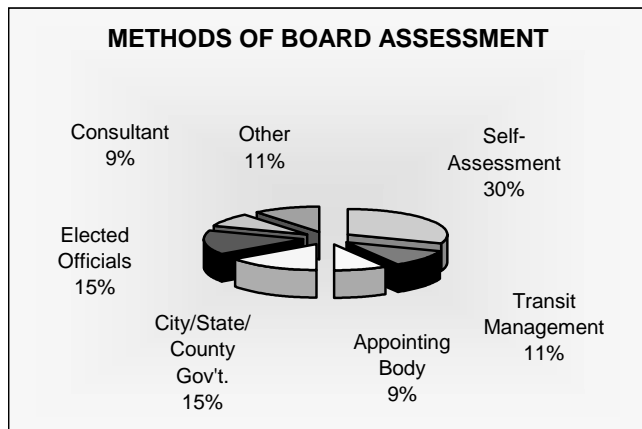 METHODS OF BOARD ASSESSMENT
Consultant
9%
Other
11%
Self-
Assessment
30%
Elected
Officials
15%
Transit
Management
11%
City/State/
County
Gov't.
15%
Appointing
Body
9%